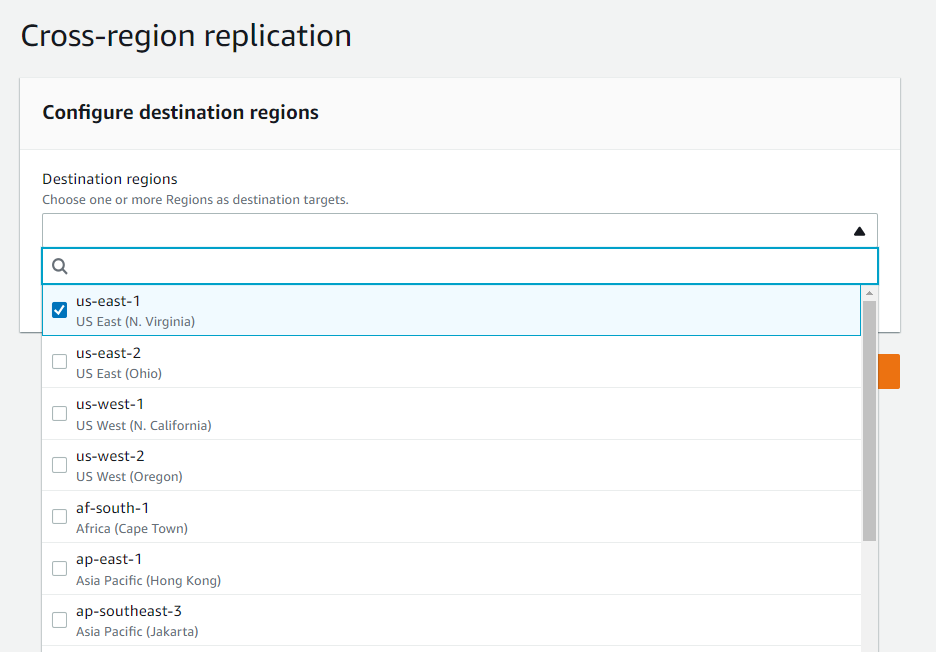 Cross-region replication
Configure destination regions
Destination regions
Choose one or more Regions as destination targets.
us-east-1
US East (N. Virginia)
us-east-2
US East (Ohio)
us-west-1
US West (N. California)
us-west-2
US West (Oregon)
af-south-1
Africa (Cape Town)
ap-east-1
Asia Pacific (Hong Kong)
ap-southeast-3
Asia Pacific (Jakarta)